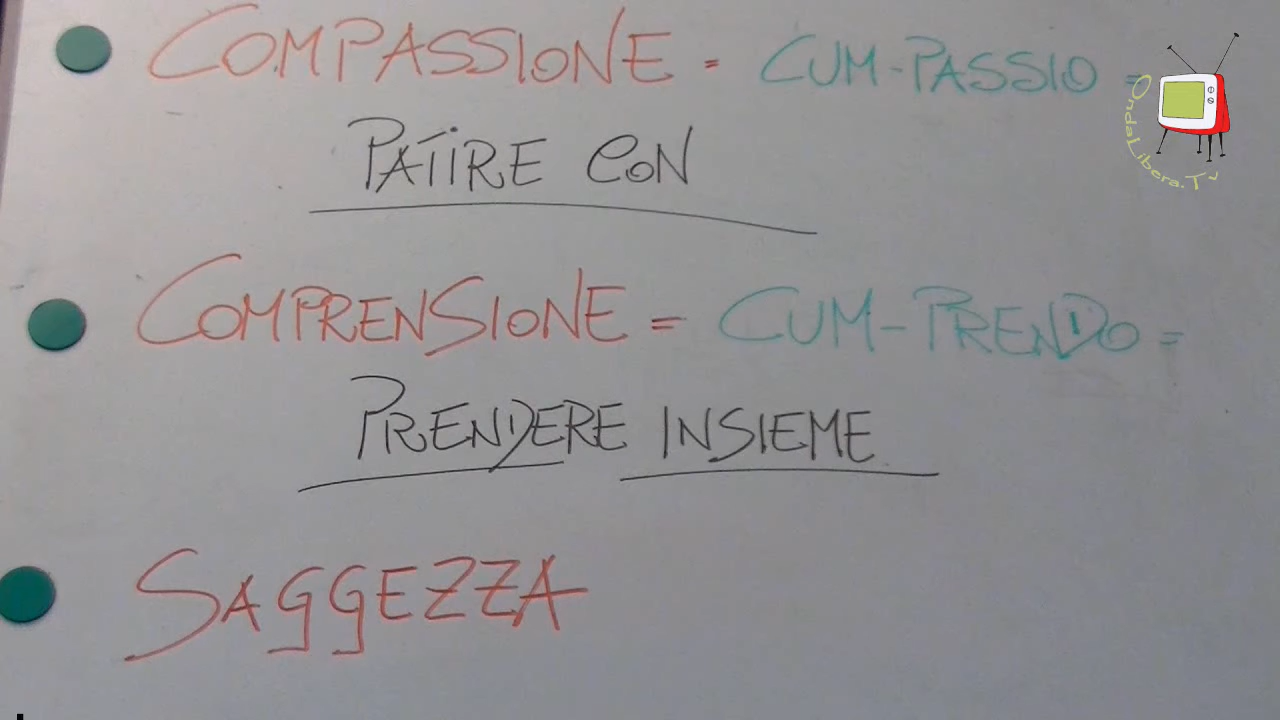 COMPASSIONE = CUM-PASSIO =
PATIRE CON
COMPRENSIONE = CUM-PRENDO =
PRENDERE INSIEME
SAGGEZZA
OndaLibera.Tv